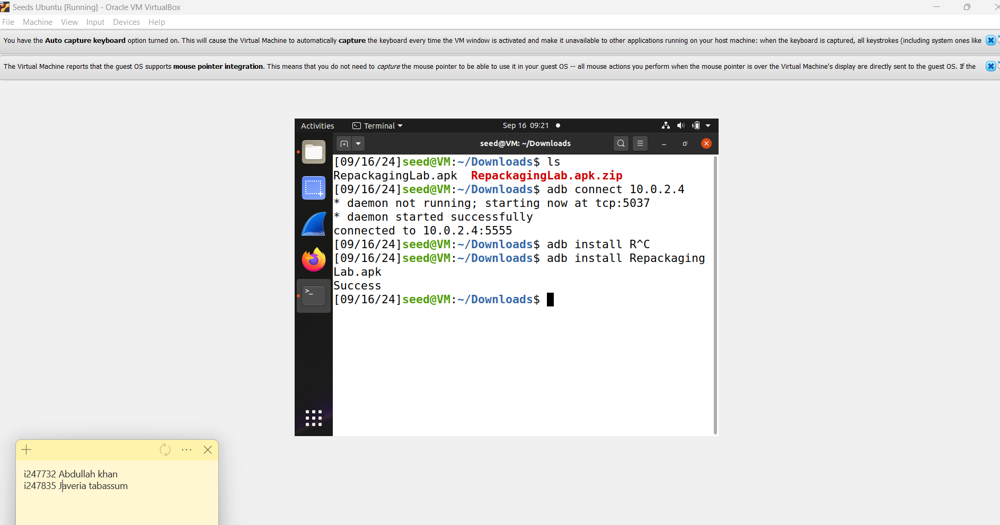 Seeds Ubuntu [Running] - Oracle VM VirtualBox
File Machine View Input Devices Help
You have the Auto capture keyboard option turned on. This will cause the Virtual Machine to automatically capture the keyboard every time the VM window is activated and make it unavailable to other applications running on your host machine: when the keyboard is captured, all keystrokes (including system ones like
The Virtual Machine reports that the guest OS supports mouse pointer integration. This means that you do not need to capture the mouse pointer to be able to use it in your guest OS -- all mouse actions you perform when the mouse pointer is over the Virtual Machine's display are directly sent to the guest OS. If the
Activities Terminal Sep 16 09:21
seed@VM: ~/Downloads
[09/16/24]seed@VM:~/Downloads$ ls
RepackagingLab.apk RepackagingLab.apk.zip
[09/16/24]seed@VM:~/Downloads$ adb connect 10.0.2.4
* daemon not running; starting now at tcp:5037
* daemon started successfully
connected to 10.0.2.4:5555
[09/16/24]seed@VM:~/Downloads$ adb install R^C
[09/16/24]seed@VM:~/Downloads$ adb install Repackaging
Lab.apk
Success
[09/16/24]seed@VM:~/Downloads$
i247732 Abdullah khan
i247835 Javeria tabassum